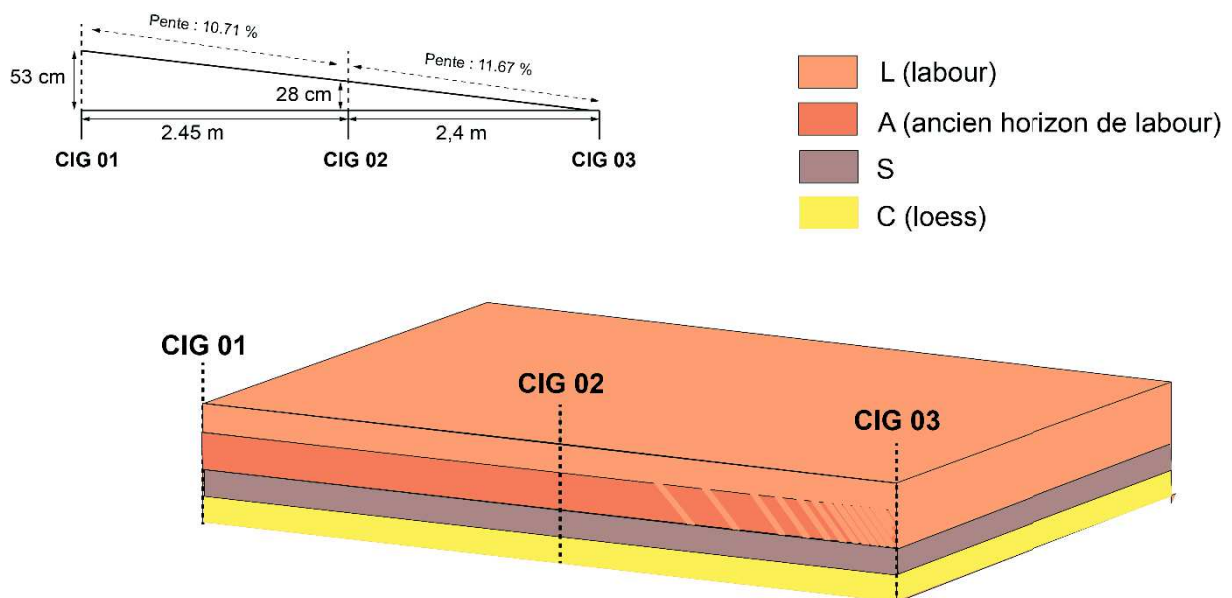 Pente : 10.71 %
Pente : 11.67 %
53 cm
28 cm
2.45 m
2,4 m
CIG 01
CIG 02
CIG 03
L (labour)
A (ancien horizon de labour)
S
C (loess)
CIG 01
CIG 02
CIG 03